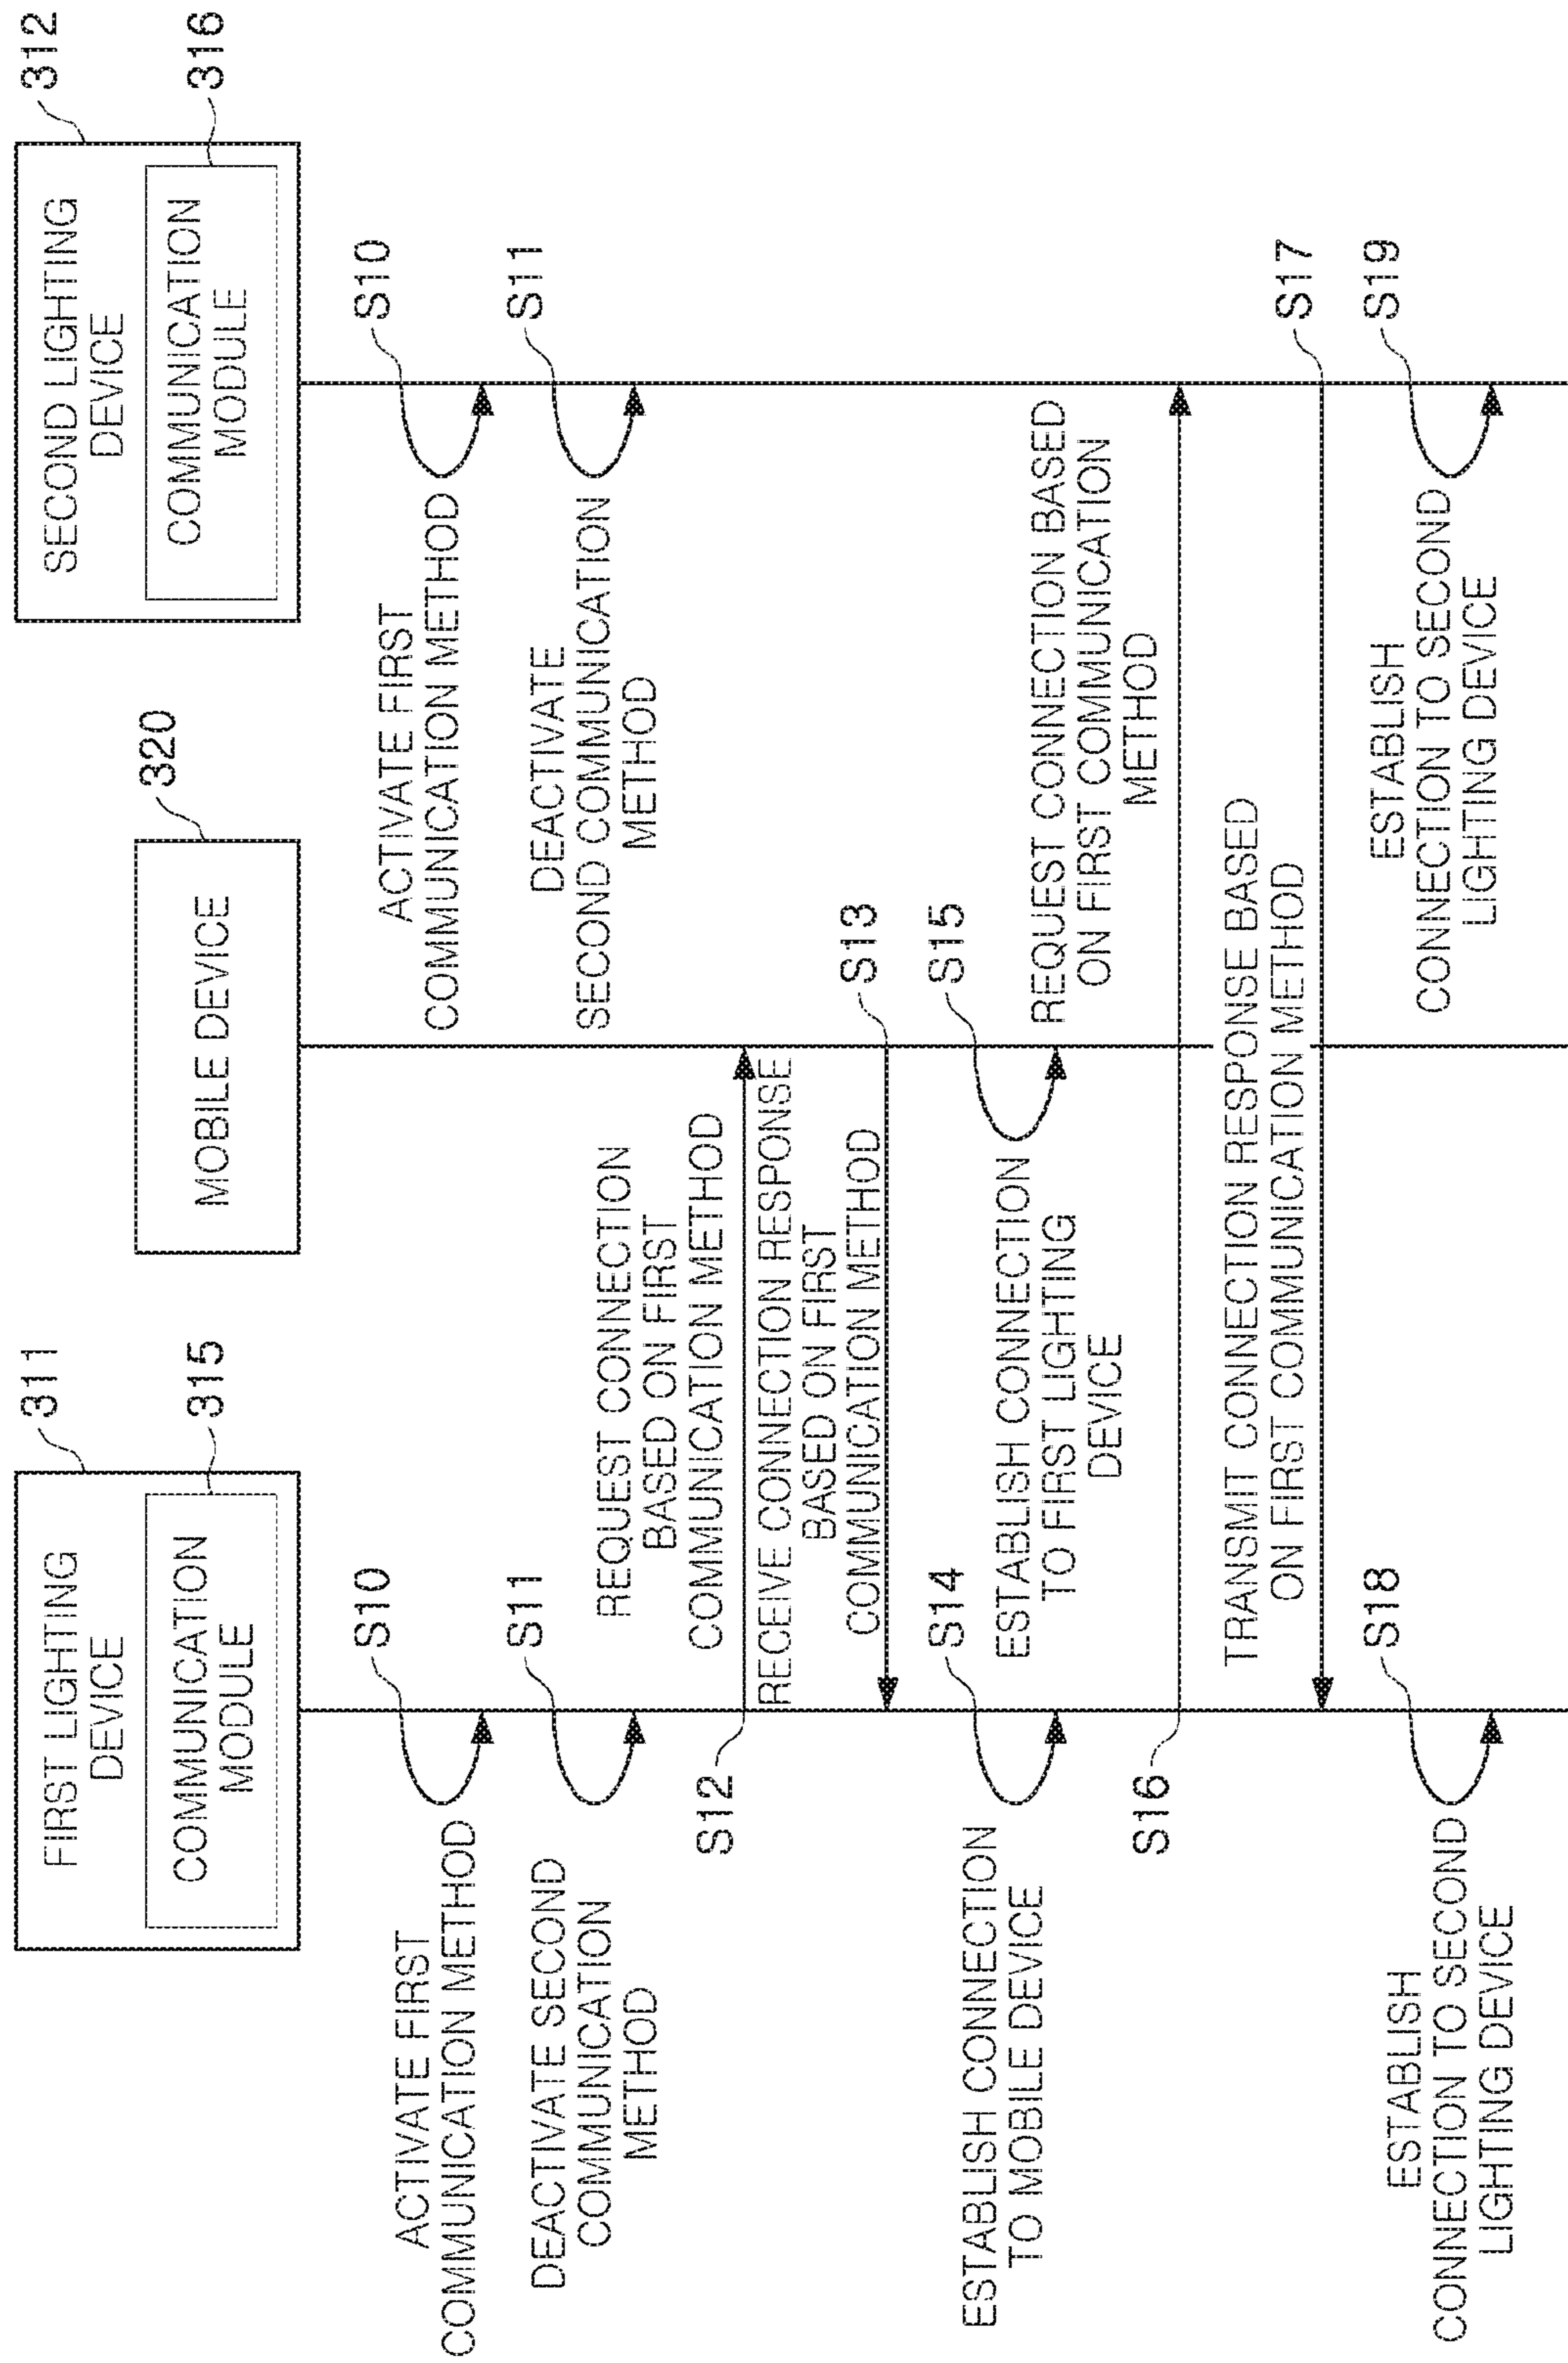 FIRST LIGHTING
DEVICE
COMMUNICATION
MODULE
311
315
MOBILE DEVICE
320
SECOND LIGHTING
DEVICE
COMMUNICATION
MODULE
312
316
ACTIVATE FIRST
COMMUNICATION METHOD
S10
ACTIVATE FIRST
COMMUNICATION METHOD
S10
DEACTIVATE SECOND
COMMUNICATION
METHOD
S11
DEACTIVATE
SECOND COMMUNICATION
METHOD
S11
S12
REQUEST CONNECTION
BASED ON FIRST
COMMUNICATION METHOD
RECEIVE CONNECTION RESPONSE
BASED ON FIRST
COMMUNICATION METHOD
S13
ESTABLISH CONNECTION
TO MOBILE DEVICE
S14
ESTABLISH CONNECTION
TO FIRST LIGHTING
DEVICE
S15
S16
REQUEST CONNECTION BASED
ON FIRST COMMUNICATION
METHOD
TRANSMIT CONNECTION RESPONSE BASED
ON FIRST COMMUNICATION METHOD
S17
ESTABLISH
CONNECTION TO SECOND
LIGHTING DEVICE
S18
ESTABLISH
CONNECTION TO SECOND
LIGHTING DEVICE
S19